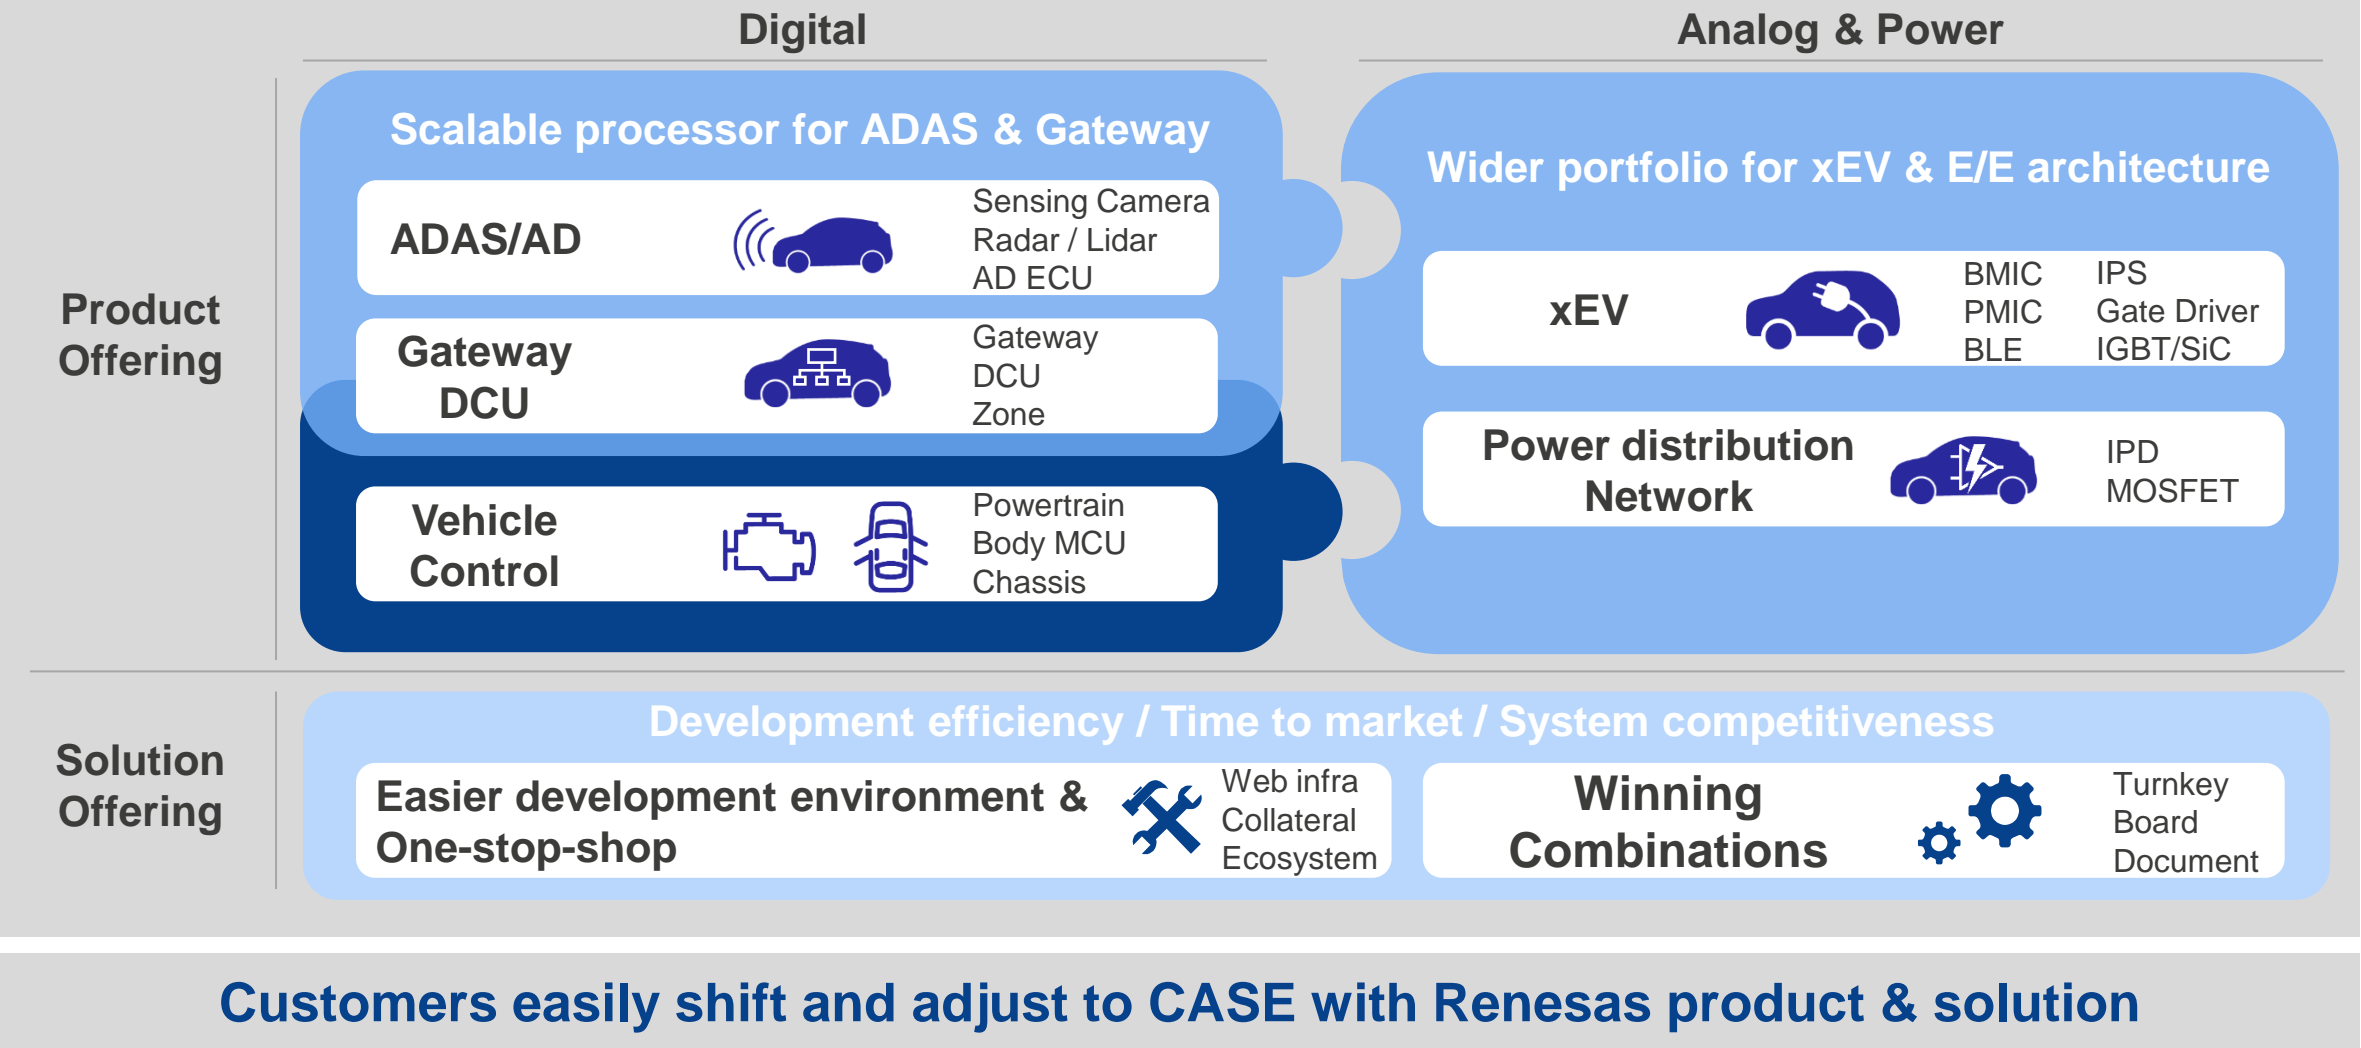 Digital
Analog & Power
Product
Offering
Scalable processor for ADAS & Gateway
ADAS/AD
Sensing Camera
Radar / Lidar
AD ECU
Gateway
DCU
Gateway
DCU
Zone
Vehicle
Control
Powertrain
Body MCU
Chassis
Wider portfolio for xEV & E/E architecture
xEV
BMIC
PMIC
BLE
IPS
Gate Driver
IGBT/SiC
Power distribution
Network
IPD
MOSFET
Solution
Offering
Development efficiency / Time to market / System competitiveness
Easier development environment &
One-stop-shop
Web infra
Collateral
Ecosystem
Winning
Combinations
Turnkey
Board
Document
Customers easily shift and adjust to CASE with Renesas product & solution